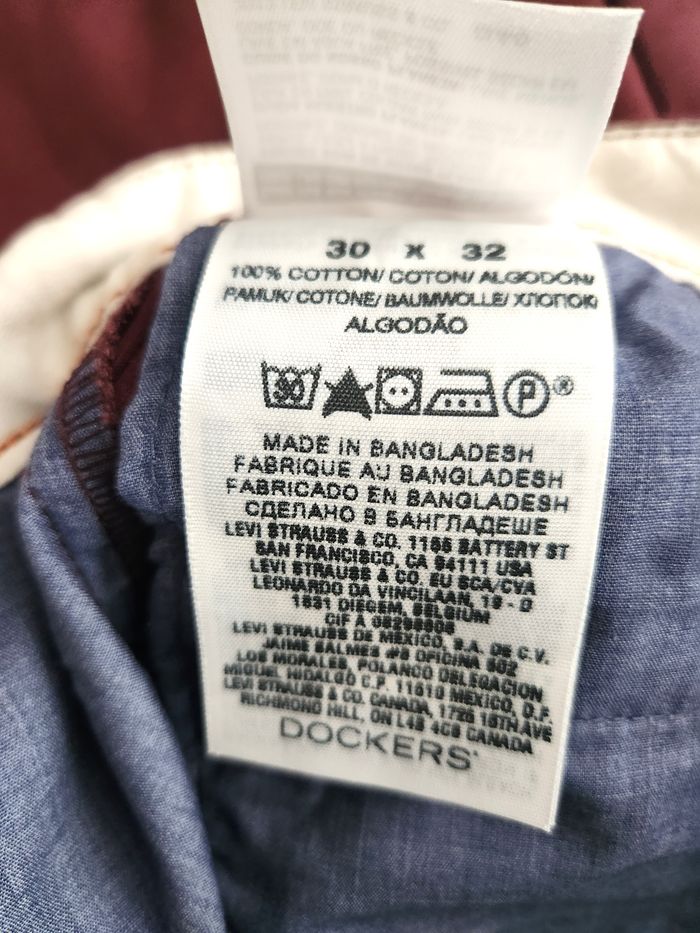 30 X 32
100% COTTON/ COTON/ ALGODÓN/
PAMUK/ COTONE/ BAUMWOLLE/ ХЛОПОК
ALGODÃO
30
P ®
MADE IN BANGLADESH
FABRIQUE AU BANGLADESH
FABRICADO EN BANGLADESH
СДЕЛАНО В БАНГЛАДЕШЕ
LEVI STRAUSS & CO. 1155 BATTERY ST
SAN FRANCISCO, CA 94111 USA
LEVI STRAUSS & CO. EU SCA/CVA
LEONARDO DA VINCILAAN, 19 - D
1831 DIEGEM, BELGIUM
CIF A
LEVI STRAUSS DE MEXICO, S.A. DE C.V.
JAIME BALMES #8 OFICINA 602
LOS MORALES, POLANCO DELEGACION
MIGUEL HIDALGO C.P. 11510 MEXICO, D.F.
LEVI STRAUSS & CO. CANADA, 1725 16TH AVE
RICHMOND HILL, ON L4B 4C6 CANADA
DOCKERS®